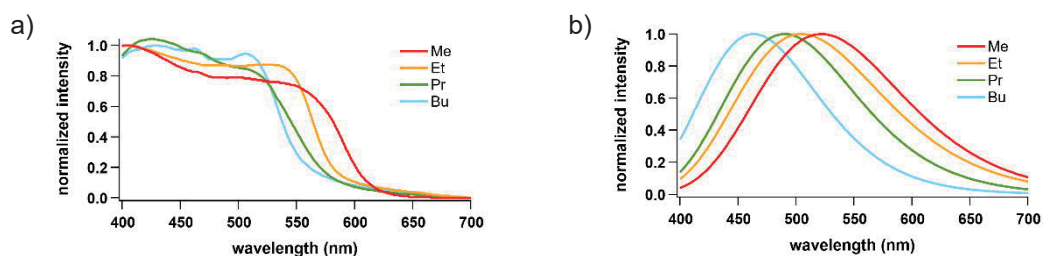 a)
normalized intensity
1.0
0.8
0.6
0.4
0.2
0.0
400 450 500 550 600 650 700
wavelength (nm)
Me
Et
Pr
Bu
b)
normalized intensity
1.0
0.8
0.6
0.4
0.2
0.0
400 450 500 550 600 650 700
wavelength (nm)
Me
Et
Pr
Bu